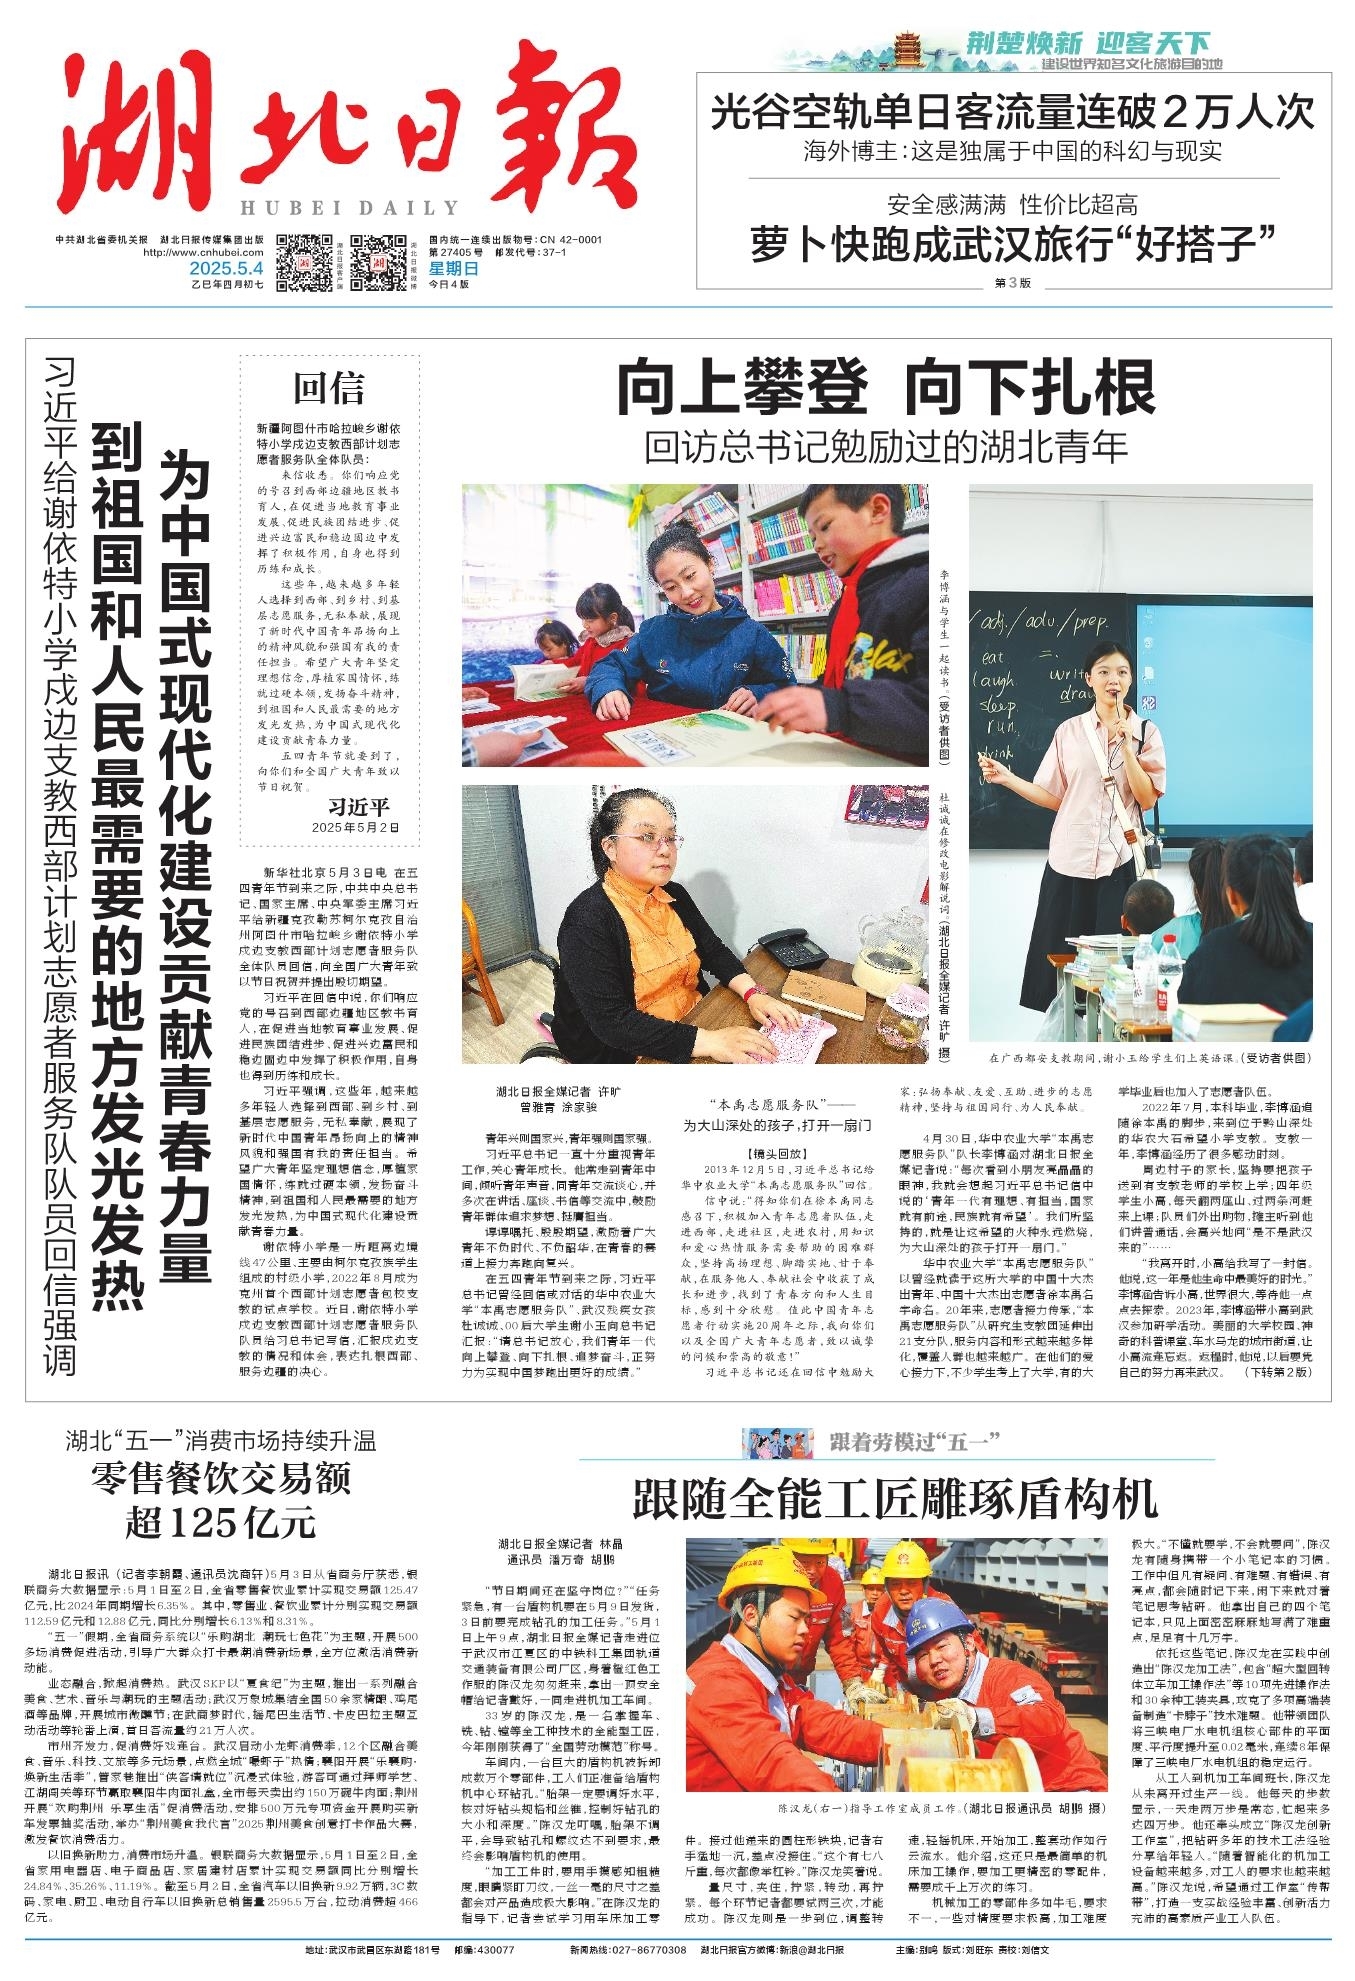 湖北日報
HUBEI DAILY
中共湖北省委机关报 湖北日报传媒集团出版
http://www.cnhubei.com
2025.5.4
乙巳年四月初七
湖北日报客户端
湖北日报微博
国内统一连续出版物号:CN 42-0001
第27405号 邮发代号:37-1
星期日
今日4版
荆楚焕新 迎客天下
建设世界知名文化旅游目的地
光谷空轨单日客流量连破2万人次
海外博主:这是独属于中国的科幻与现实
安全感满满 性价比超高
萝卜快跑成武汉旅行“好搭子”
第3版
习近平给谢依特小学戍边支教西部计划志愿者服务队队员回信强调
到祖国和人民最需要的地方发光发热
为中国式现代化建设贡献青春力量
回信
新疆阿图什市哈拉峻乡谢依
特小学戍边支教西部计划志
愿者服务队全体队员:
来信收悉。你们响应党
的号召到西部边疆地区教书
育人,在促进当地教育事业
发展、促进民族团结进步、促
进兴边富民和稳边固边中发
挥了积极作用,自身也得到
历练和成长。
这些年,越来越多年轻
人选择到西部、到乡村、到基
层志愿服务,无私奉献,展现
了新时代中国青年昂扬向上
的精神风貌和强国有我的责
任担当。希望广大青年坚定
理想信念,厚植家国情怀,练
就过硬本领,发扬奋斗精神,
到祖国和人民最需要的地方
发光发热,为中国式现代化
建设贡献青春力量。
五四青年节就要到了,
向你们和全国广大青年致以
节日祝贺。
习近平
2025年5月2日
新华社北京5月3日电 在五
四青年节到来之际,中共中央总书
记、国家主席、中央军委主席习近
平给新疆克孜勒苏柯尔克孜自治
州阿图什市哈拉峻乡谢依特小学
戍边支教西部计划志愿者服务队
全体队员回信,向全国广大青年致
以节日祝贺并提出殷切期望。
习近平在回信中说,你们响应
党的号召到西部边疆地区教书育
人,在促进当地教育事业发展、促
进民族团结进步、促进兴边富民和
稳边固边中发挥了积极作用,自身
也得到历练和成长。
习近平强调,这些年,越来越
多年轻人选择到西部、到乡村、到
基层志愿服务,无私奉献,展现了
新时代中国青年昂扬向上的精神
风貌和强国有我的责任担当。希
望广大青年坚定理想信念,厚植家
国情怀,练就过硬本领,发扬奋斗
精神,到祖国和人民最需要的地方
发光发热,为中国式现代化建设贡
献青春力量。
谢依特小学是一所距离边境
线47公里、主要由柯尔克孜族学生
组成的村级小学,2022年8月成为
克州首个西部计划志愿者包校支
教的试点学校。近日,谢依特小学
戍边支教西部计划志愿者服务队
队员给习总书记写信,汇报戍边支
教的情况和体会,表达扎根西部、
服务边疆的决心。
向上攀登 向下扎根
回访总书记勉励过的湖北青年
李博涵与学生一起读书。(受访者供图)
杜诚诚在修改电影解说词。(湖北日报全媒记者 许旷 摄)
adj./adv./prep.
eat
laugh
sleep
run
drink
write
draw
在广西都安支教期间,谢小玉给学生们上英语课。(受访者供图)
湖北日报全媒记者 许旷
曾雅青 涂家骏
青年兴则国家兴,青年强则国家强。
习近平总书记一直十分重视青年
工作,关心青年成长。他常走到青年中
间,倾听青年声音,同青年交流谈心,并
多次在讲话、座谈、书信等交流中,鼓励
青年群体追求梦想、挺膺担当。
谆谆嘱托、殷殷期望,激励着广大
青年不负时代、不负韶华,在青春的赛
道上接力奔跑向复兴。
在五四青年节到来之际,习近平
总书记曾经回信或对话的华中农业大
学“本禹志愿服务队”、武汉残疾女孩
杜诚诚、00后大学生谢小玉向总书记
汇报:“请总书记放心,我们青年一代
向上攀登、向下扎根、追梦奋斗,正努
力为实现中国梦跑出更好的成绩。”
“本禹志愿服务队”——
为大山深处的孩子,打开一扇门
【镜头回放】
2013年12月5日,习近平总书记给
华中农业大学“本禹志愿服务队”回信。
信中说:“得知你们在徐本禹同志
感召下,积极加入青年志愿者队伍,走
进西部,走进社区,走进农村,用知识
和爱心热情服务需要帮助的困难群
众,坚持高扬理想、脚踏实地、甘于奉
献,在服务他人、奉献社会中收获了成
长和进步,找到了青春方向和人生目
标,感到十分欣慰。值此中国青年志
愿者行动实施20周年之际,我向你们
以及全国广大青年志愿者,致以诚挚
的问候和崇高的敬意!”
习近平总书记还在回信中勉励大
家:弘扬奉献、友爱、互助、进步的志愿
精神,坚持与祖国同行、为人民奉献。
4月30日,华中农业大学“本禹志
愿服务队”队长李博涵对湖北日报全
媒记者说:“每次看到小朋友亮晶晶的
眼神,我就会想起习近平总书记信中
说的‘青年一代有理想、有担当,国家
就有前途,民族就有希望’。我们所坚
持的,就是让这希望的火种永远燃烧,
为大山深处的孩子打开一扇门。”
华中农业大学“本禹志愿服务队”
以曾经就读于这所大学的中国十大杰
出青年、中国十大杰出志愿者徐本禹名
字命名。20年来,志愿者接力传承,“本
禹志愿服务队”从研究生支教团延伸出
21支分队,服务内容和形式越来越多样
化,覆盖人群也越来越广。在他们的爱
心接力下,不少学生考上了大学,有的大
学毕业后也加入了志愿者队伍。
2022年7月,本科毕业,李博涵追
随徐本禹的脚步,来到位于黔山深处
的华农大石希望小学支教。支教一
年,李博涵经历了很多感动时刻。
周边村子的家长,坚持要把孩子
送到有支教老师的学校上学;四年级
学生小高,每天翻两座山、过两条河赶
来上课;队员们外出购物,摊主听到他
们讲普通话,会高兴地问“是不是武汉
来的”……
“我离开时,小高给我写了一封信。
他说,这一年是他生命中最美好的时光。”
李博涵告诉小高,世界很大,等待他一点
点去探索。2023年,李博涵带小高到武
汉参加研学活动。美丽的大学校园、神
奇的科普课堂、车水马龙的城市街道,让
小高流连忘返。返程时,他说,以后要凭
自己的努力再来武汉。 (下转第2版)
湖北“五一”消费市场持续升温
零售餐饮交易额
超125亿元
湖北日报讯(记者李朝霞、通讯员沈商轩)5月3日从省商务厅获悉,银
联商务大数据显示:5月1日至2日,全省零售餐饮业累计实现交易额125.47
亿元,比2024年同期增长6.35%。其中,零售业、餐饮业累计分别实现交易额
112.59亿元和12.88亿元,同比分别增长6.13%和8.31%。
“五一”假期,全省商务系统以“乐购湖北 潮玩七色花”为主题,开展500
多场消费促进活动,引导广大群众打卡最潮消费新场景,全方位激活消费新
动能。
业态融合,掀起消费热。武汉SKP以“夏食纪”为主题,推出一系列融合
美食、艺术、音乐与潮玩的主题活动;武汉万象城集结全国50余家精酿、鸡尾
酒等品牌,开展城市微醺节;在武商梦时代,摇尾巴生活节、卡皮巴拉主题互
动活动等轮番上演,首日客流量约21万人次。
市州齐发力,促消费好戏连台。武汉启动小龙虾消费季,12个区融合美
食、音乐、科技、文旅等多元场景,点燃全城“嗨虾子”热情;襄阳开展“乐襄购·
焕新生活季”,管家巷推出“侠客请就位”沉浸式体验,游客可通过拜师学艺、
江湖闯关等环节赢取襄阳牛肉面礼盒,全市每天卖出约150万碗牛肉面;荆州
开展“欢购荆州 乐享生活”促消费活动,安排500万元专项资金开展购买新
车发票抽奖活动,举办“荆州美食我代言”2025荆州美食创意打卡作品大赛,
激发餐饮消费活力。
以旧换新助力,消费市场升温。银联商务大数据显示,5月1日至2日,全
省家用电器店、电子商品店、家居建材店累计实现交易额同比分别增长
24.84%、35.26%、11.19%。截至5月2日,全省汽车以旧换新9.92万辆,3C数
码、家电、厨卫、电动自行车以旧换新总销售量2595.5万台,拉动消费超466
亿元。
跟着劳模过“五一”
跟随全能工匠雕琢盾构机
湖北日报全媒记者 林晶
通讯员 潘万奇 胡鹏
“节日期间还在坚守岗位?”“任务
紧急,有一台盾构机要在5月9日发货,
3日前要完成钻孔的加工任务。”5月1
日上午9点,湖北日报全媒记者走进位
于武汉市江夏区的中铁科工集团轨道
交通装备有限公司厂区,身着橙红色工
作服的陈汉龙匆匆赶来,拿出一顶安全
帽给记者戴好,一同走进机加工车间。
33岁的陈汉龙,是一名掌握车、
铣、钻、镗等全工种技术的全能型工匠,
今年刚刚获得了“全国劳动模范”称号。
车间内,一台巨大的盾构机被拆卸
成数万个零部件,工人们正准备给盾构
机中心环钻孔。“胎架一定要调好水平,
核对好钻头规格和丝锥,控制好钻孔的
大小和深度。”陈汉龙叮嘱,胎架不调
平,会导致钻孔和螺纹达不到要求,最
终会影响盾构机的使用。
“加工工件时,要用手摸感知粗糙
度,眼睛紧盯刀纹,一丝一毫的尺寸之差
都会对产品造成极大影响。”在陈汉龙的
指导下,记者尝试学习用车床加工零
陈汉龙(右一)指导工作室成员工作。(湖北日报通讯员 胡鹏 摄)
件。接过他递来的圆柱形铁块,记者右
手猛地一沉,差点没接住。“这个有七八
斤重,每次都像举杠铃。”陈汉龙笑着说。
量尺寸,夹住,拧紧,转动,再拧
紧。每个环节记者都要试两三次,才能
成功。陈汉龙则是一步到位,调整转
速,轻摇机床,开始加工,整套动作如行
云流水。他介绍,这还只是最简单的机
床加工操作,要加工更精密的零配件,
需要成千上万次的练习。
机械加工的零部件多如牛毛,要求
不一,一些对精度要求极高,加工难度
极大。“不懂就要学,不会就要问”,陈汉
龙有随身携带一个小笔记本的习惯。
工作中但凡有疑问、有难题、有错误、有
亮点,都会随时记下来,闲下来就对着
笔记思考钻研。他拿出自己的四个笔
记本,只见上面密密麻麻地写满了难重
点,足足有十几万字。
依托这些笔记,陈汉龙在实践中创
造出“陈汉龙加工法”,包含“超大型回转
体立车加工操作法”等10项先进操作法
和30余种工装夹具,攻克了多项高端装
备制造“卡脖子”技术难题。他带领团队
将三峡电厂水电机组核心部件的平面
度、平行度提升至0.02毫米,连续8年保
障了三峡电厂水电机组的稳定运行。
从工人到机加工车间班长,陈汉龙
从未离开过生产一线。他每天的步数
显示,一天走两万步是常态,忙起来多
达四万步。他还牵头成立“陈汉龙创新
工作室”,把钻研多年的技术工法经验
分享给年轻人。“随着智能化的机加工
设备越来越多,对工人的要求也越来越
高。”陈汉龙说,希望通过工作室“传帮
带”,打造一支实战经验丰富、创新活力
充沛的高素质产业工人队伍。
地址:武汉市武昌区东湖路181号 邮编:430077 新闻热线:027-86770308 湖北日报官方微博:新浪@湖北日报 主编:别鸣 版式:刘旺东 责校:刘信文